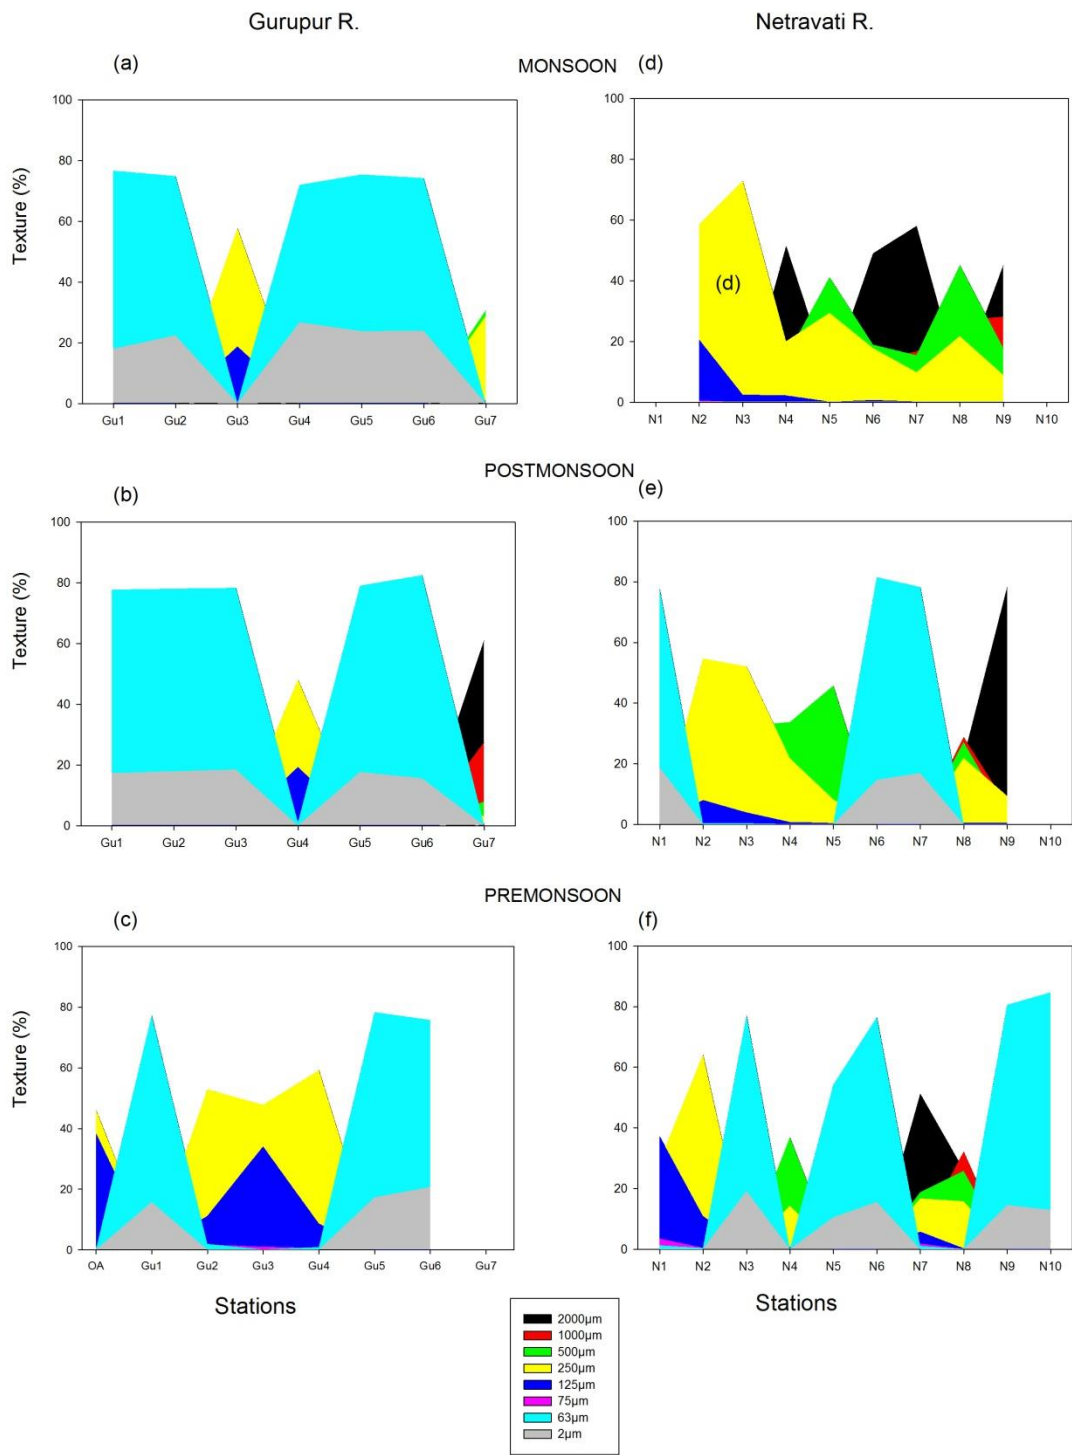 Gurupur R. Netravati R.
(a) MONSOON (d)
100 100
80 80
60 60
40 40
20 20
0 0
Texture (%)
(d)
Gu1 Gu2 Gu3 Gu4 Gu5 Gu6 Gu7 N1 N2 N3 N4 N5 N6 N7 N8 N9 N10
POSTMONSOON
(b) (e)
100 100
80 80
60 60
40 40
20 20
0 0
Texture (%)
Gu1 Gu2 Gu3 Gu4 Gu5 Gu6 Gu7 N1 N2 N3 N4 N5 N6 N7 N8 N9 N10
PREMONSOON
(c) (f)
100 100
80 80
60 60
40 40
20 20
0 0
Texture (%)
OA Gu1 Gu2 Gu3 Gu4 Gu5 Gu6 Gu7 N1 N2 N3 N4 N5 N6 N7 N8 N9 N10
Stations Stations
2000µm
1000µm
500µm
250µm
125µm
75µm
63µm
2µm